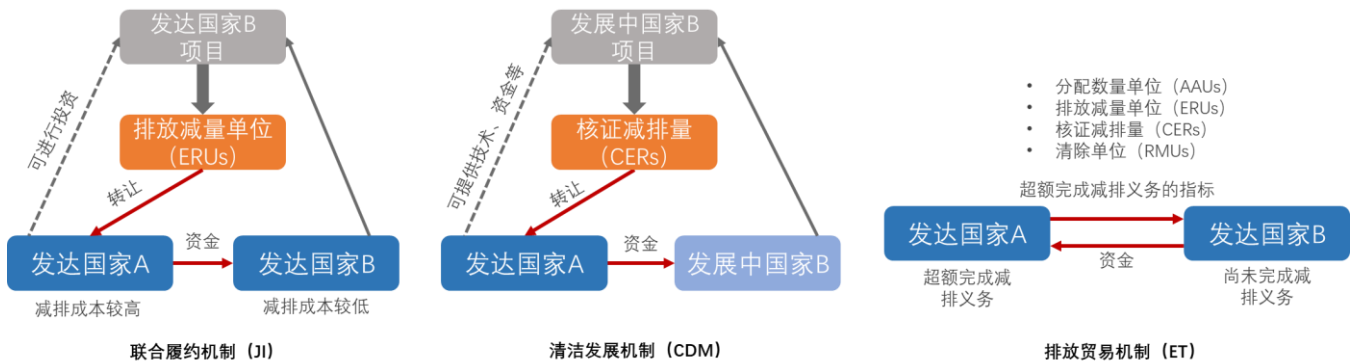 发达国家B
项目
可进行投资
排放减量单位
（ERUs）
转让
发达国家A
资金
发达国家B
减排成本较高
减排成本较低
联合履约机制（JI）
发展中国家B
项目
可提供技术、资金等
核证减排量
（CERs）
转让
发达国家A
资金
发展中国家B
清洁发展机制（CDM）
• 分配数量单位（AAUs）
• 排放减量单位（ERUs）
• 核证减排量（CERs）
• 清除单位（RMUs）
超额完成减排义务的指标
发达国家A
发达国家B
资金
超额完成减
排义务
尚未完成减
排义务
排放贸易机制（ET）